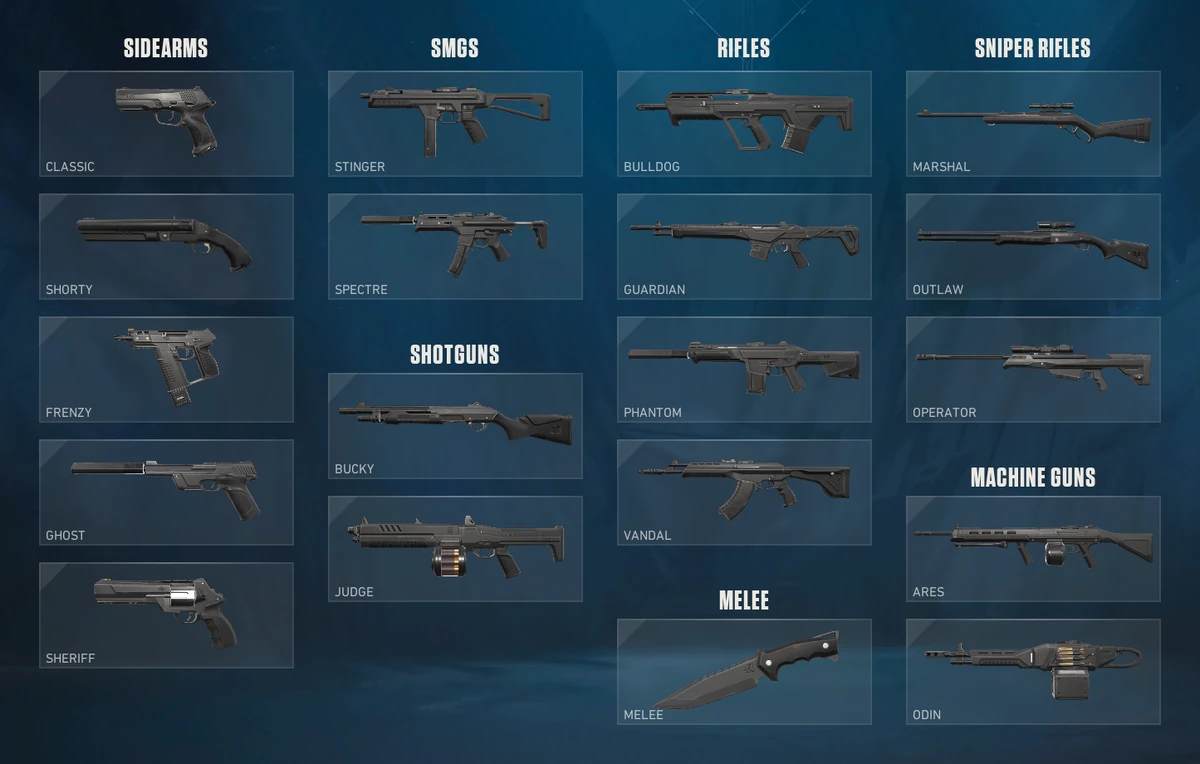 SIDEARMS
CLASSIC
SHORTY
FRENZY
GHOST
SHERIFF
SMGS
STINGER
SPECTRE
SHOTGUNS
BUCKY
JUDGE
RIFLES
BULLDOG
GUARDIAN
PHANTOM
VANDAL
MELEE
MELEE
SNIPER RIFLES
MARSHAL
OUTLAW
OPERATOR
MACHINE GUNS
ARES
ODIN